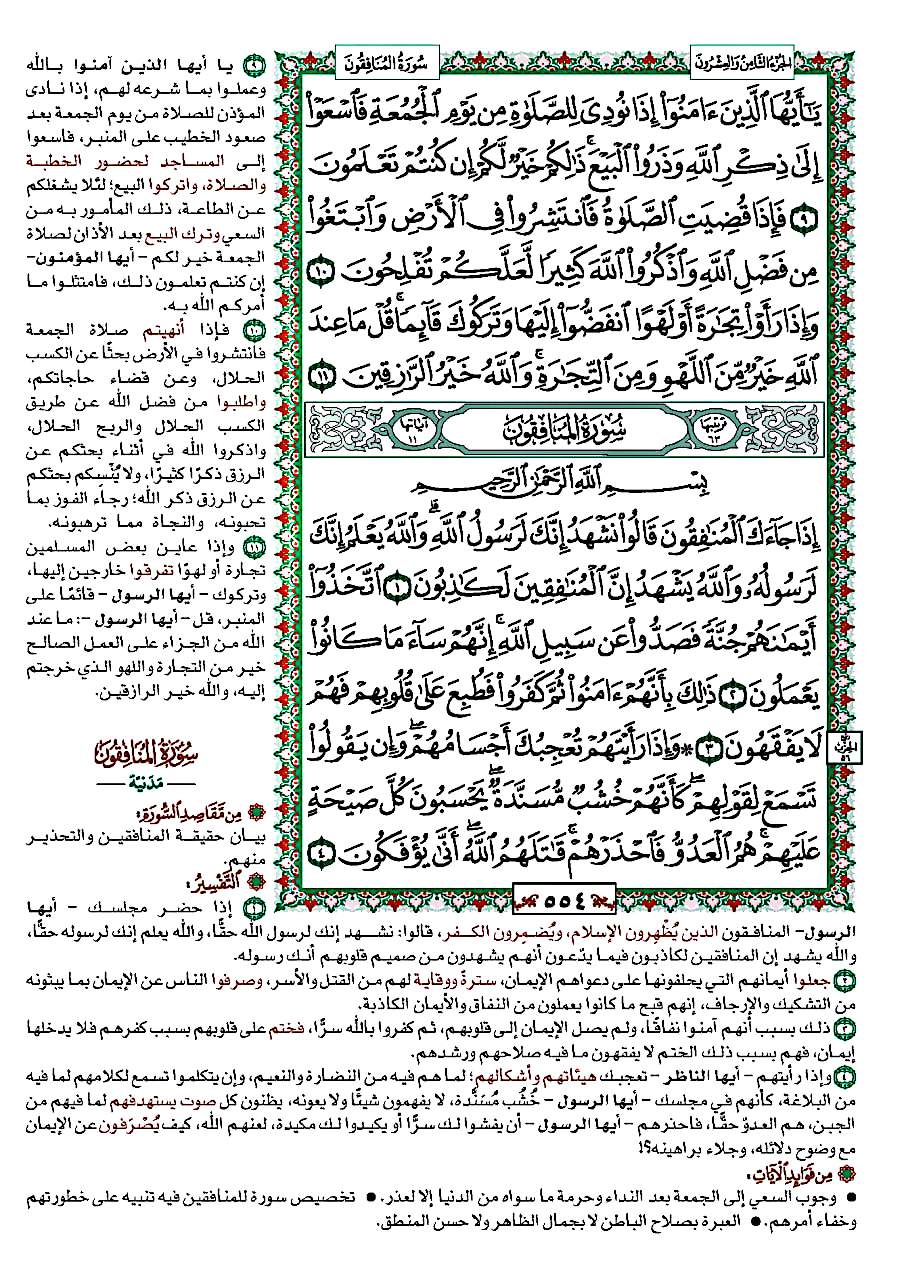 الجزء الثامن والعشرون
سورة المنافقون
يَٰٓأَيُّهَا ٱلَّذِينَ ءَامَنُوٓا۟ إِذَا نُودِىَ لِلصَّلَوٰةِ مِن يَوْمِ ٱلْجُمُعَةِ فَٱسْعَوْا۟
إِلَىٰ ذِكْرِ ٱللَّهِ وَذَرُوا۟ ٱلْبَيْعَ ۚ ذَٰلِكُمْ خَيْرٌ لَّكُمْ إِن كُنتُمْ تَعْلَمُونَ
٩ فَإِذَا قُضِيَتِ ٱلصَّلَوٰةُ فَٱنتَشِرُوا۟ فِى ٱلْأَرْضِ وَٱبْتَغُوا۟
مِن فَضْلِ ٱللَّهِ وَٱذْكُرُوا۟ ٱللَّهَ كَثِيرًا لَّعَلَّكُمْ تُفْلِحُونَ ١٠
وَإِذَا رَأَوْا۟ تِجَٰرَةً أَوْ لَهْوًا ٱنفَضُّوٓا۟ إِلَيْهَا وَتَرَكُوكَ قَآئِمًا ۚ قُلْ مَا عِندَ
ٱللَّهِ خَيْرٌ مِّنَ ٱللَّهْوِ وَمِنَ ٱلتِّجَٰرَةِ ۚ وَٱللَّهُ خَيْرُ ٱلرَّٰزِقِينَ ١١
ترتيبها ٦٣ سورة المنافقون آياتها ١١
بِسْمِ ٱللَّهِ ٱلرَّحْمَٰنِ ٱلرَّحِيمِ
إِذَا جَآءَكَ ٱلْمُنَٰفِقُونَ قَالُوا۟ نَشْهَدُ إِنَّكَ لَرَسُولُ ٱللَّهِ ۗ وَٱللَّهُ يَعْلَمُ إِنَّكَ
لَرَسُولُهُۥ وَٱللَّهُ يَشْهَدُ إِنَّ ٱلْمُنَٰفِقِينَ لَكَٰذِبُونَ ١ ٱتَّخَذُوٓا۟
أَيْمَٰنَهُمْ جُنَّةً فَصَدُّوا۟ عَن سَبِيلِ ٱللَّهِ ۚ إِنَّهُمْ سَآءَ مَا كَانُوا۟
يَعْمَلُونَ ٢ ذَٰلِكَ بِأَنَّهُمْ ءَامَنُوا۟ ثُمَّ كَفَرُوا۟ فَطُبِعَ عَلَىٰ قُلُوبِهِمْ فَهُمْ
لَا يَفْقَهُونَ ٣ * وَإِذَا رَأَيْتَهُمْ تُعْجِبُكَ أَجْسَامُهُمْ ۖ وَإِن يَقُولُوا۟
تَسْمَعْ لِقَوْلِهِمْ ۖ كَأَنَّهُمْ خُشُبٌ مُّسَنَّدَةٌ ۖ يَحْسَبُونَ كُلَّ صَيْحَةٍ
عَلَيْهِمْ ۚ هُمُ ٱلْعَدُوُّ فَٱحْذَرْهُمْ ۚ قَٰتَلَهُمُ ٱللَّهُ ۖ أَنَّىٰ يُؤْفَكُونَ ٤
٥٥٤
٩ يا أيها الذين آمنوا بالله
وعملوا بما شرعه لهم، إذا نادى
المؤذن للصلاة من يوم الجمعة بعد
صعود الخطيب على المنبر، فاسعوا
إلى المساجد لحضور الخطبة
والصلاة، واتركوا البيع؛ لئلا يشغلكم
عن الطاعة، ذلك المأمور به من
السعي وترك البيع بعد الأذان لصلاة
الجمعة خير لكم – أيها المؤمنون–
إن كنتم تعلمون ذلك، فامتثلوا ما
أمركم الله به.
١٠ فإذا أنهيتم صلاة الجمعة
فانتشروا في الأرض بحثًا عن الكسب
الحلال، وعن قضاء حاجاتكم،
واطلبوا من فضل الله عن طريق
الكسب الحلال والربح الحلال،
واذكروا الله في أثناء بحثكم عن
الرزق ذكرًا كثيرًا، ولا يُنْسِكم بحثكم
عن الرزق ذكر الله؛ رجاء الفوز بما
تحبونه، والنجاة مما ترهبونه.
١١ وإذا عاين بعض المسلمين
تجارة أو لهوًا تفرقوا خارجين إليها،
وتركوك – أيها الرسول – قائمًا على
المنبر، قل – أيها الرسول –: ما عند
الله من الجزاء على العمل الصالح
خير من التجارة واللهو الذي خرجتم
إليه، والله خير الرازقين.
سورة المنافقون
— مَدنيّة —
مِن مَّقَاصِدِ السُّورَةِ:
بيان حقيقة المنافقين والتحذير
منهم.
التَّفْسِيرُ:
١ إذا حضر مجلسك – أيها
الرسول– المنافقون الذين يُظْهِرون الإسلام، ويُضمِرون الكفر، قالوا: نشهد إنك لرسول الله حقًّا، والله يعلم إنك لرسوله حقًّا،
والله يشهد إن المنافقين لكاذبون فيما يدّعون أنهم يشهدون من صميم قلوبهم أنك رسوله.
٢ جعلوا أيمانهم التي يحلفونها على دعواهم الإيمان، سترةً ووقاية لهم من القتل والأسر، وصرفوا الناس عن الإيمان بما يبثونه
من التشكيك والإرجاف، إنهم قبح ما كانوا يعملون من النفاق والأيمان الكاذبة.
٣ ذلك بسبب أنهم آمنوا نفاقًا، ولم يصل الإيمان إلى قلوبهم، ثم كفروا بالله سرًّا، فختم على قلوبهم بسبب كفرهم فلا يدخلها
إيمان، فهم بسبب ذلك الختم لا يفقهون ما فيه صلاحهم ورشدهم.
٤ وإذا رأيتهم – أيها الناظر – تعجبك هيئاتهم وأشكالهم؛ لما هم فيه من النضارة والنعيم، وإن يتكلموا تسمع لكلامهم لما فيه
من البلاغة، كأنهم في مجلسك – أيها الرسول – خُشُب مُسَنَّدة، لا يفهمون شيئًا ولا يعونه، يظنون كل صوت يستهدفهم لما فيهم من
الجبن، هم العدوّ حقًّا، فاحذرهم – أيها الرسول – أن يفشوا لك سرًّا أو يكيدوا لك مكيدة، لعنهم الله، كيف يُصْرَفون عن الإيمان
مع وضوح دلائله، وجلاء براهينه؟!
مِن فَوَائِدِ الآيَاتِ:
• وجوب السعي إلى الجمعة بعد النداء وحرمة ما سواه من الدنيا إلا لعذر. • تخصيص سورة للمنافقين فيه تنبيه على خطورتهم
وخفاء أمرهم. • العبرة بصلاح الباطن لا بجمال الظاهر ولا حسن المنطق.